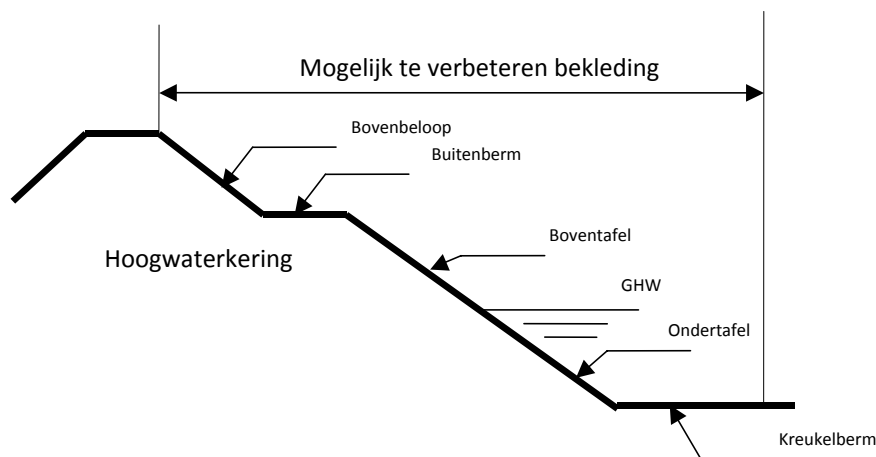 Mogelijk te verbeteren bekleding
Bovenbeloop
Buitenberm
Boventafel
Hoogwaterkering
GHW
Ondertafel
Kreukelberm